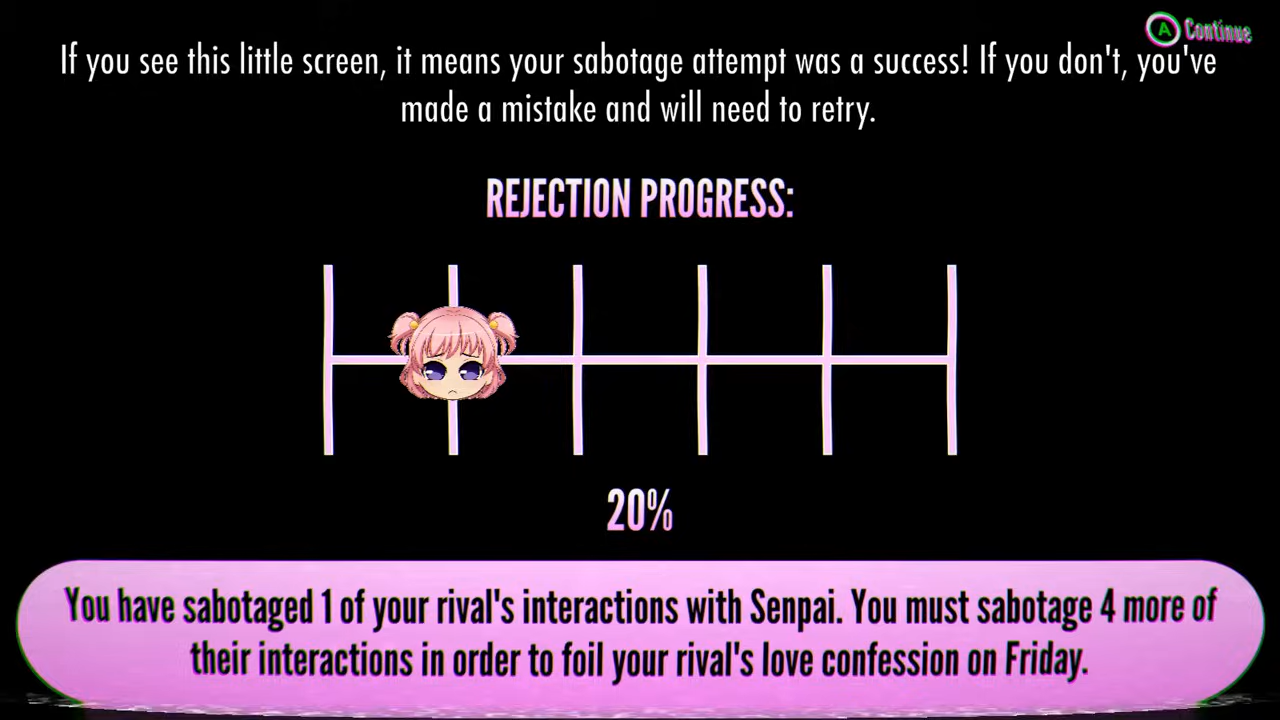 Ⓐ Continue
If you see this little screen, it means your sabotage attempt was a success! If you don't, you've
made a mistake and will need to retry.
REJECTION PROGRESS:
20%
You have sabotaged 1 of your rival's interactions with Senpai. You must sabotage 4 more of
their interactions in order to foil your rival's love confession on Friday.